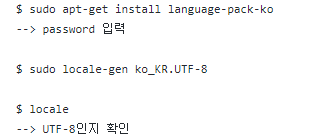 $ sudo apt-get install language-pack-ko
--> password 입력
$ sudo locale-gen ko_KR.UTF-8
$ locale
--> UTF-8인지 확인